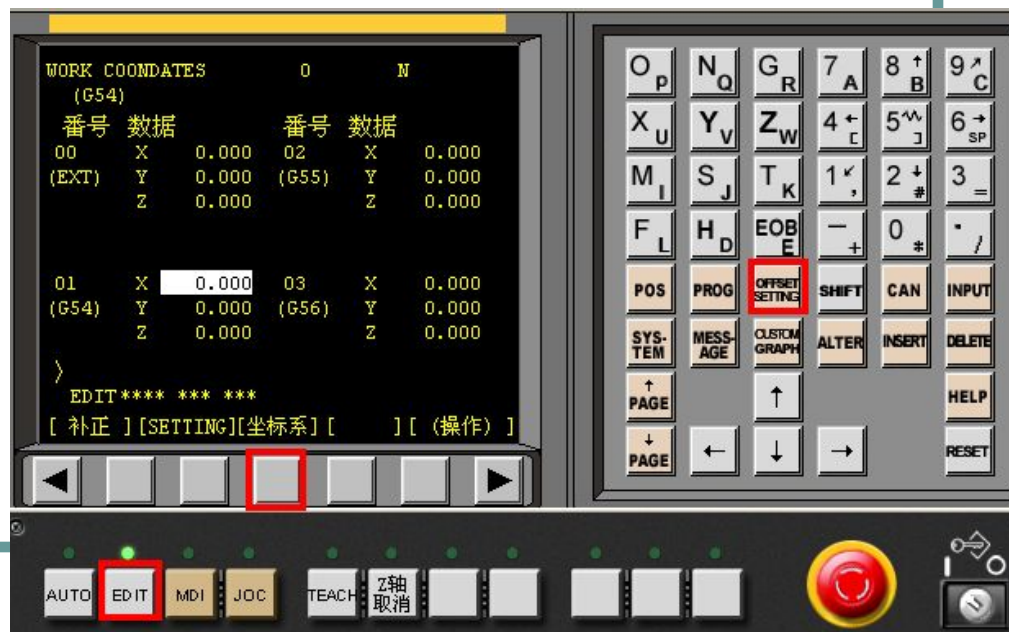 WORK COONDATES 0 N
(G54)
番号 数据 番号 数据
00 X 0.000 02 X 0.000
(EXT) Y 0.000 (G55) Y 0.000
Z 0.000 Z 0.000
01 X 0.000 03 X 0.000
(G54) Y 0.000 (G56) Y 0.000
Z 0.000 Z 0.000
〉
EDIT**** *** ***
[ 补正 ][SETTING][坐标系][ ][ (操作) ]
O P N Q G R 7 A 8 ↑ B 9 ↗ C
X U Y V Z W 4 ← [ 5 ] 6 → SP
M I S J T K 1 ↙ , 2 ↓ # 3 =
F L H D EOB E - + 0 * . /
POS PROG OFFSET SETTING SHIFT CAN INPUT
SYS-TEM MESS-AGE CUSTOM GRAPH ALTER INSERT DELETE
↑ PAGE ↑ HELP
↓ PAGE ← ↓ → RESET
AUTO EDIT MDI JOC TEACH Z轴取消